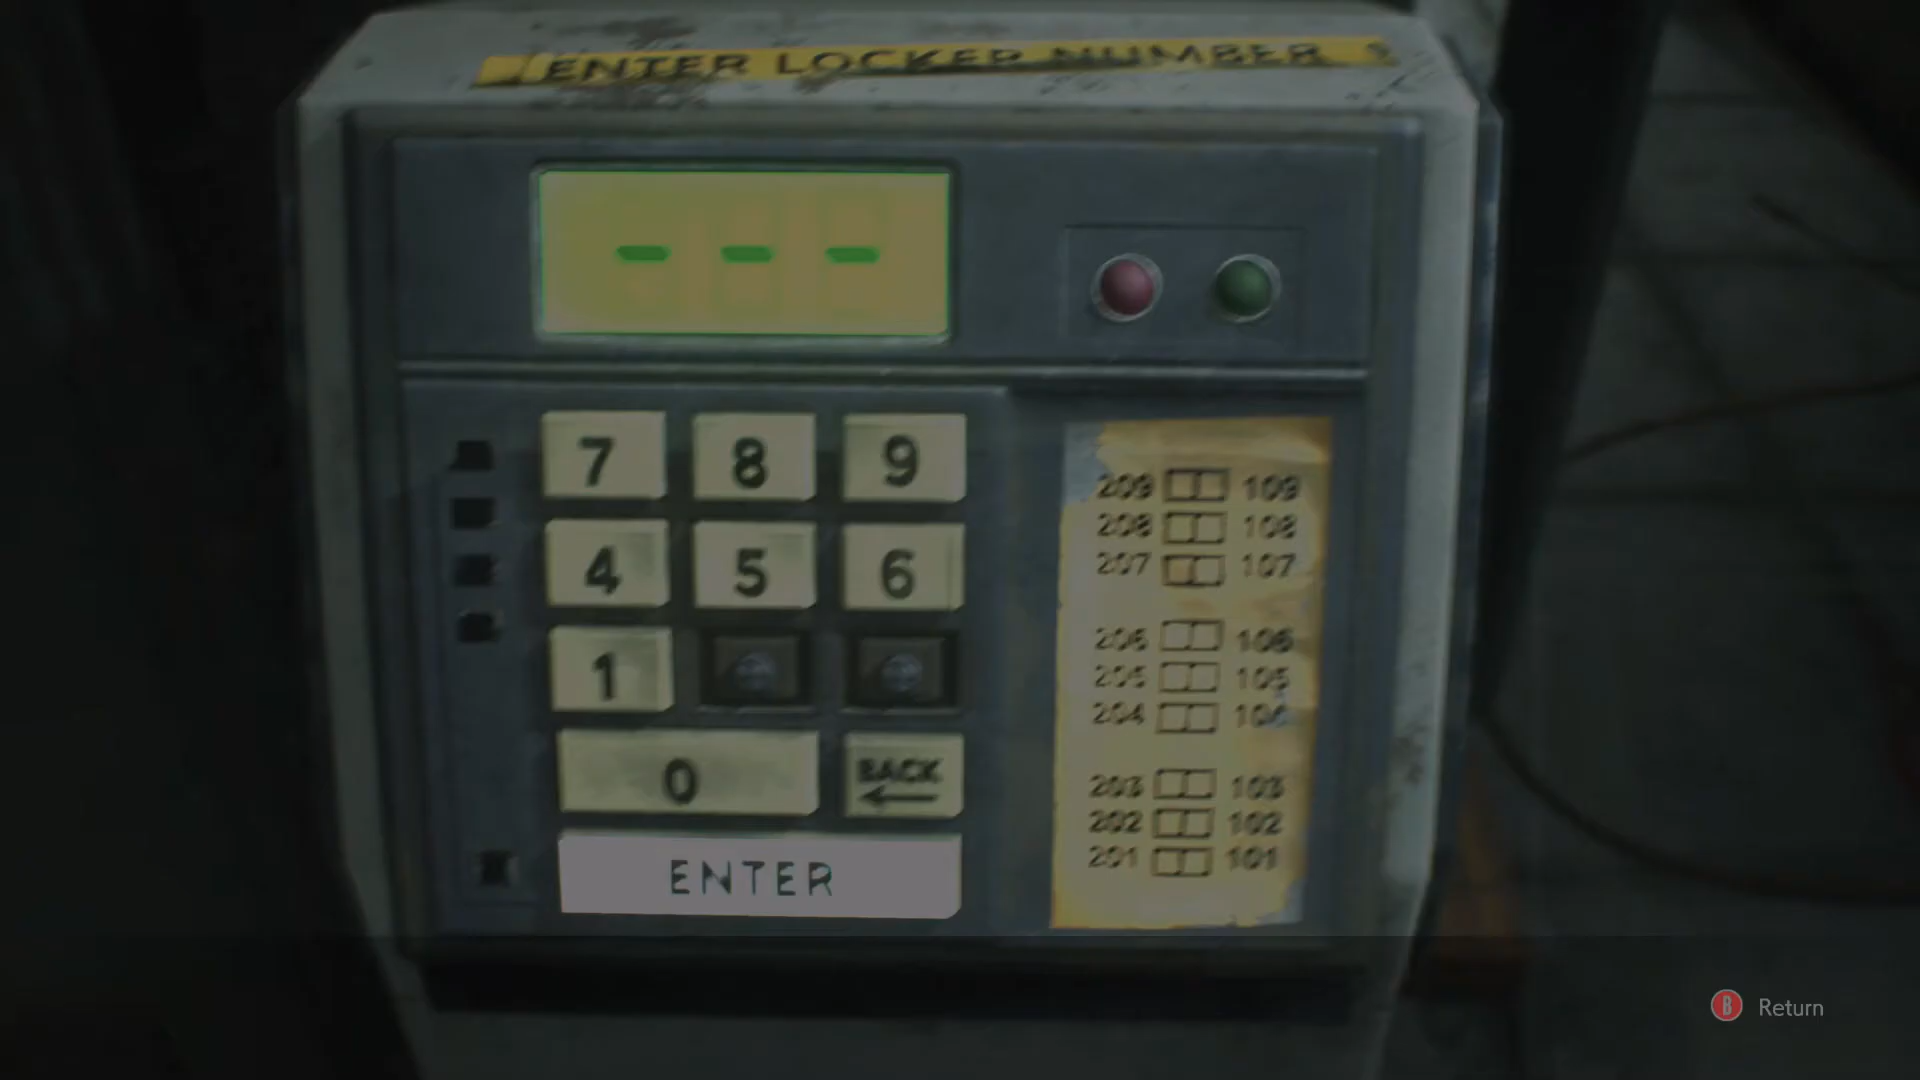 ENTER LOCKER NUMBER
- - -
7 8 9
4 5 6
1
0 BACK
ENTER
209 109
208 108
207 107
206 106
205 105
204 104
203 103
202 102
201 101
B Return